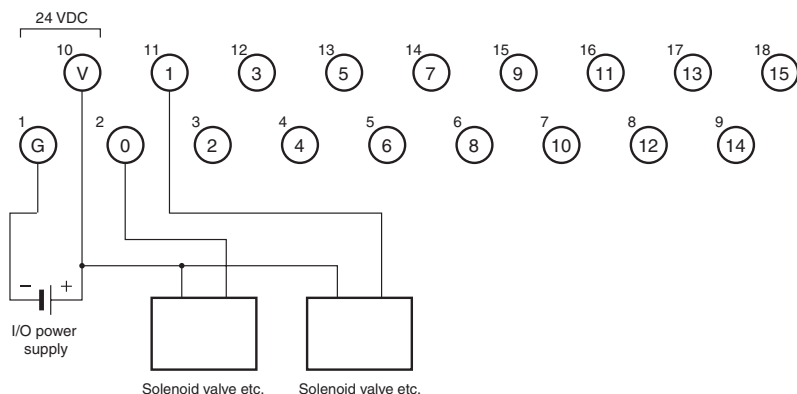 24 VDC
10 11 12 13 14 15 16 17 18
V 1 3 5 7 9 11 13 15
1 2 3 4 5 6 7 8 9
G 0 2 4 6 8 10 12 14
− +
I/O power
supply
Solenoid valve etc. Solenoid valve etc.